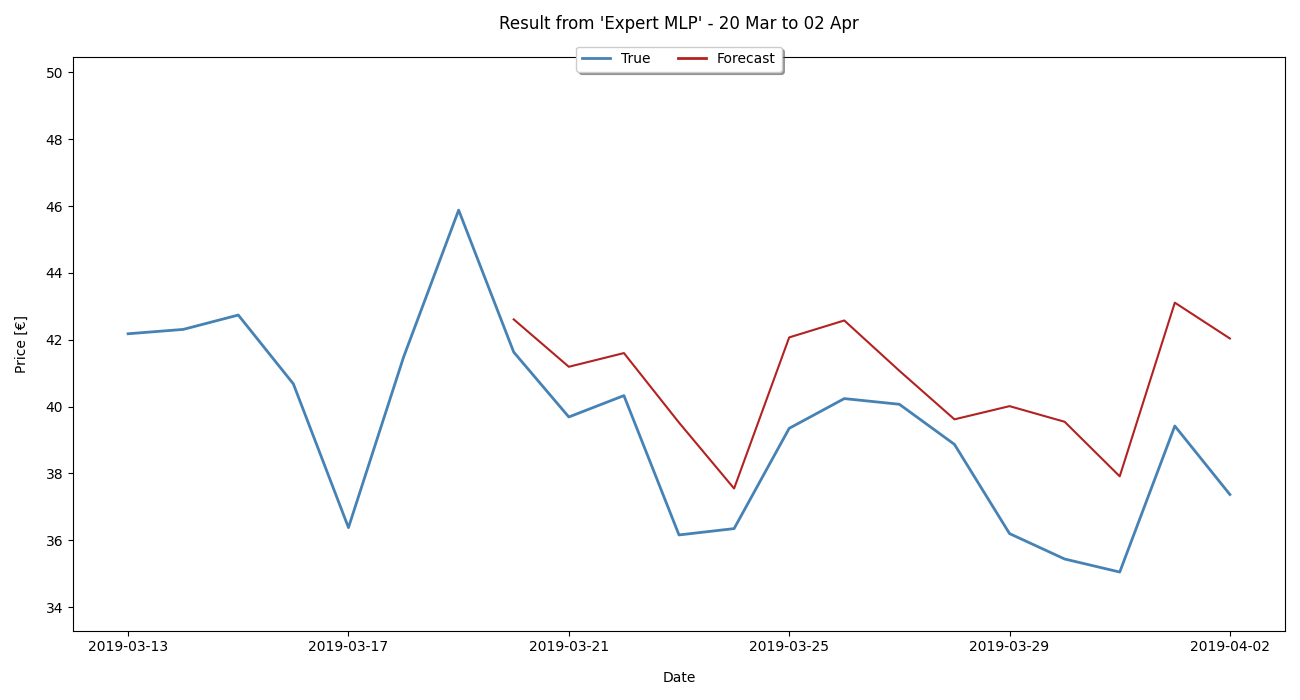 Result from 'Expert MLP' - 20 Mar to 02 Apr
True Forecast
50
48
46
44
42
40
38
36
34
Price [€]
2019-03-13 2019-03-17 2019-03-21 2019-03-25 2019-03-29 2019-04-02
Date